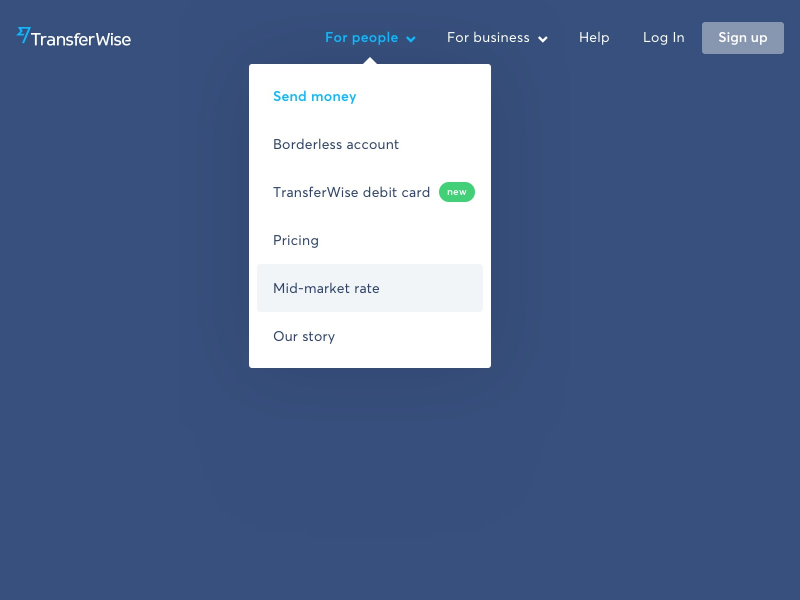 TransferWise
For people
For business
Help
Log In
Sign up
Send money
Borderless account
TransferWise debit card new
Pricing
Mid-market rate
Our story